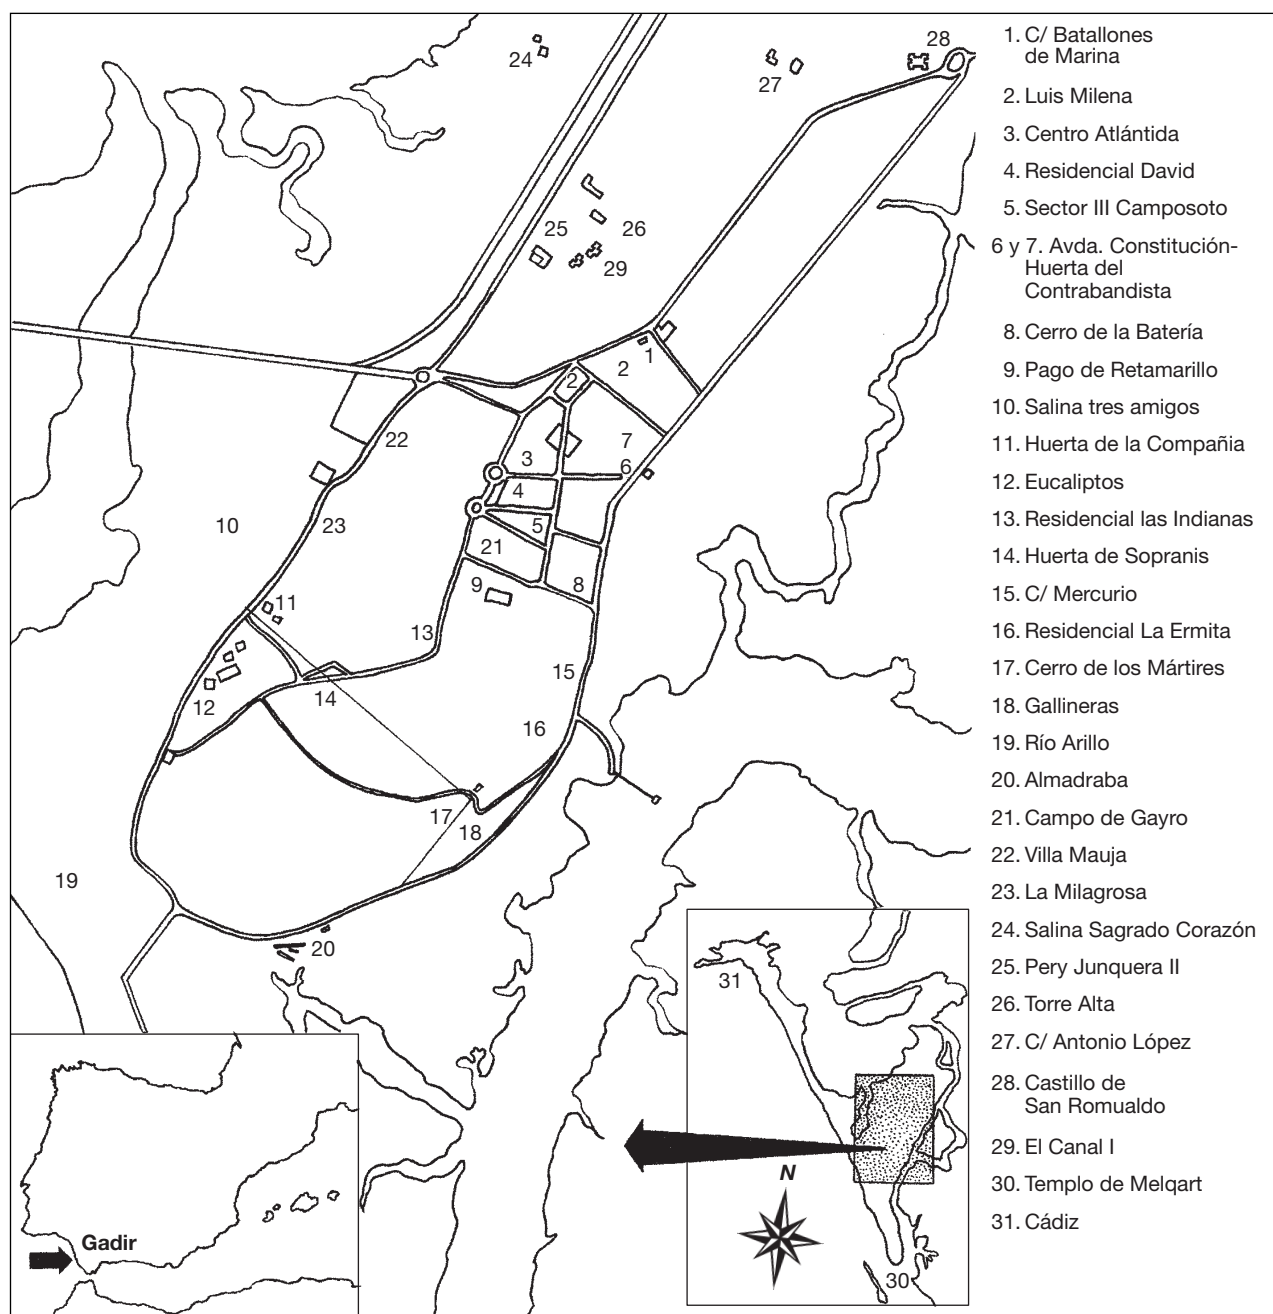 24
27
28
25
26
29
1
2
2
7
22
3
6
4
10
23
5
21
9
8
11
13
15
14
12
16
17
18
19
20
31
N
Gadir
30
1. C/ Batallones
de Marina
2. Luis Milena
3. Centro Atlántida
4. Residencial David
5. Sector III Camposoto
6 y 7. Avda. Constitución-
Huerta del
Contrabandista
8. Cerro de la Batería
9. Pago de Retamarillo
10. Salina tres amigos
11. Huerta de la Compañia
12. Eucaliptos
13. Residencial las Indianas
14. Huerta de Sopranis
15. C/ Mercurio
16. Residencial La Ermita
17. Cerro de los Mártires
18. Gallineras
19. Río Arillo
20. Almadraba
21. Campo de Gayro
22. Villa Mauja
23. La Milagrosa
24. Salina Sagrado Corazón
25. Pery Junquera II
26. Torre Alta
27. C/ Antonio López
28. Castillo de
San Romualdo
29. El Canal I
30. Templo de Melqart
31. Cádiz